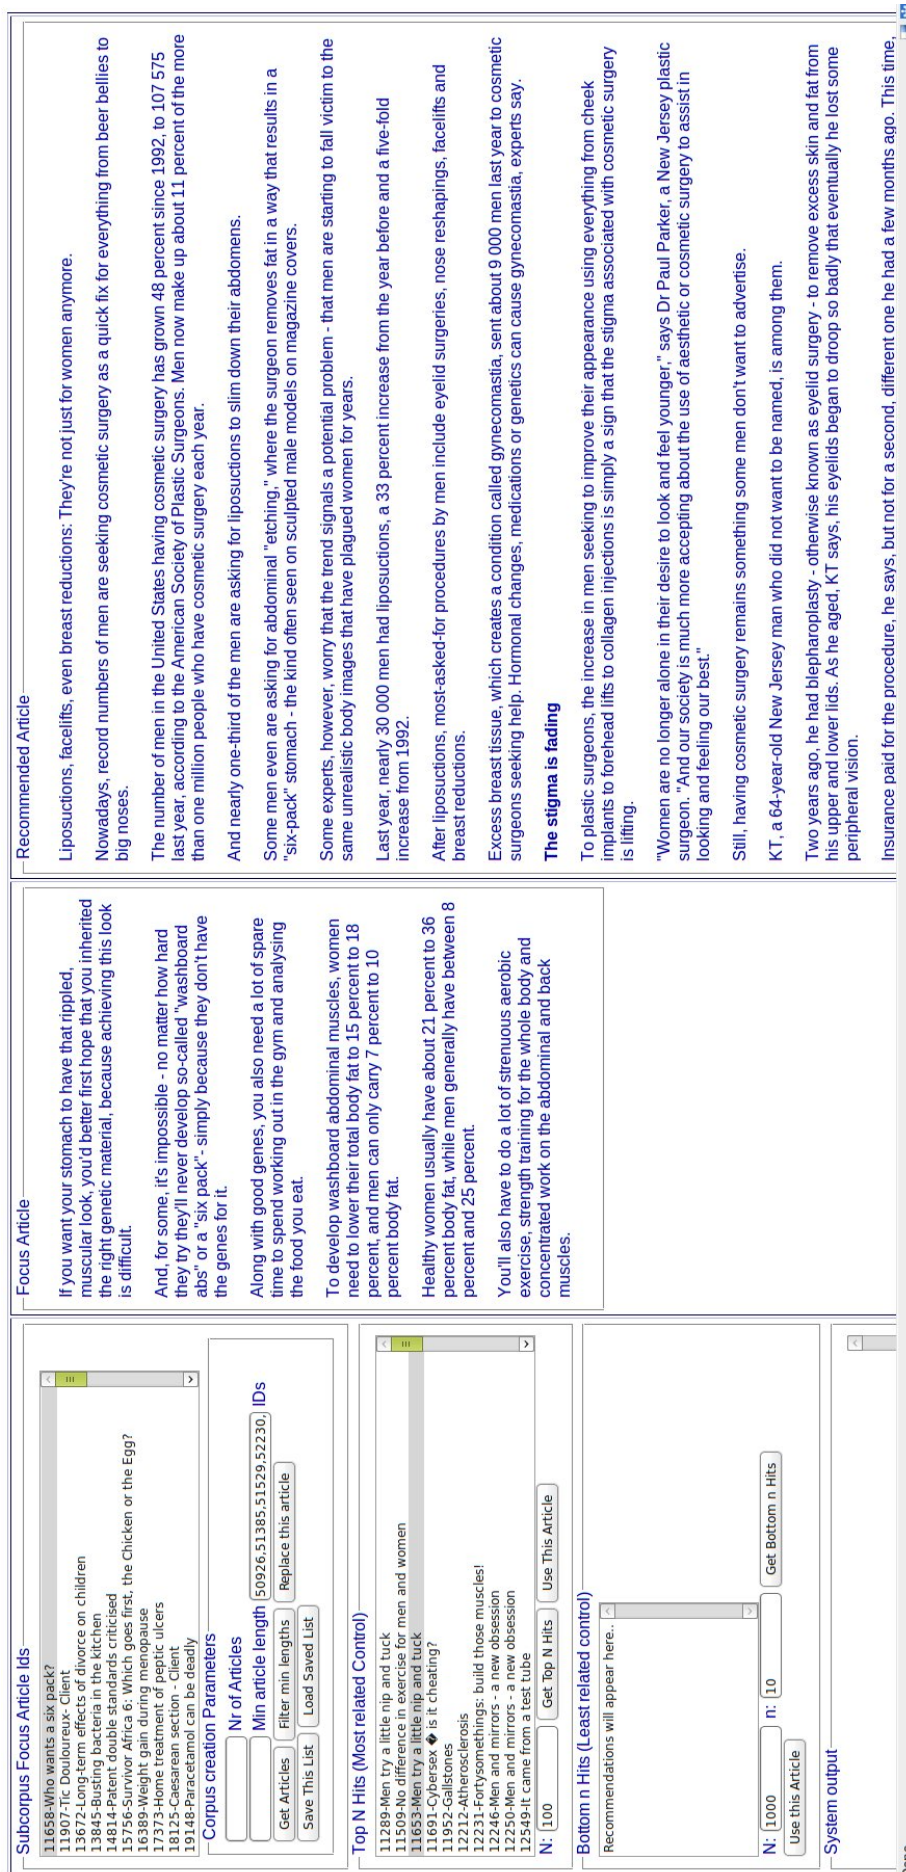 Subcorpus Focus Article Ids
11658-Who wants a six pack?
11907-Tic Douloureux- Client
13672-Long-term effects of divorce on children
13845-Busting bacteria in the kitchen
14814-Patent double standards criticised
15756-Survivor Africa 6: Which goes first, the Chicken or the Egg?
16389-Weight gain during menopause
17373-Home treatment of peptic ulcers
18125-Caesarean section - Client
19148-Paracetamol can be deadly
Corpus creation Parameters
Nr of Articles
Min article length 50926,51385,51529,52230, IDs
Get Articles Filter min lengths Replace this article
Save This List Load Saved List
Top N Hits (Most related Control)
11289-Men try a little nip and tuck
11509-No difference in exercise for men and women
11653-Men try a little nip and tuck
11691-Cybersex � is it cheating?
11952-Gallstones
12212-Atherosclerosis
12231-Fortysomethings: build those muscles!
12246-Men and mirrors - a new obsession
12250-Men and mirrors - a new obsession
12549-It came from a test tube
N: 100 Get Top N Hits Use This Article
Bottom n Hits (Least related control)
Recommendations will appear here..
N: 1000 n: 10 Get Bottom n Hits
Use this Article
System output
Focus Article
If you want your stomach to have that rippled,
muscular look, you'd better first hope that you inherited
the right genetic material, because achieving this look
is difficult.
And, for some, it's impossible - no matter how hard
they try they'll never develop so-called "washboard
abs" or a "six pack"- simply because they don't have
the genes for it.
Along with good genes, you also need a lot of spare
time to spend working out in the gym and analysing
the food you eat.
To develop washboard abdominal muscles, women
need to lower their total body fat to 15 percent to 18
percent, and men can only carry 7 percent to 10
percent body fat.
Healthy women usually have about 21 percent to 36
percent body fat, while men generally have between 8
percent and 25 percent.
You'll also have to do a lot of strenuous aerobic
exercise, strength training for the whole body and
concentrated work on the abdominal and back
muscles.
Recommended Article
Liposuctions, facelifts, even breast reductions: They're not just for women anymore.
Nowadays, record numbers of men are seeking cosmetic surgery as a quick fix for everything from beer bellies to
big noses.
The number of men in the United States having cosmetic surgery has grown 48 percent since 1992, to 107 575
last year, according to the American Society of Plastic Surgeons. Men now make up about 11 percent of the more
than one million people who have cosmetic surgery each year.
And nearly one-third of the men are asking for liposuctions to slim down their abdomens.
Some men even are asking for abdominal "etching," where the surgeon removes fat in a way that results in a
"six-pack" stomach - the kind often seen on sculpted male models on magazine covers.
Some experts, however, worry that the trend signals a potential problem - that men are starting to fall victim to the
same unrealistic body images that have plagued women for years.
Last year, nearly 30 000 men had liposuctions, a 33 percent increase from the year before and a five-fold
increase from 1992.
After liposuctions, most-asked-for procedures by men include eyelid surgeries, nose reshapings, facelifts and
breast reductions.
Excess breast tissue, which creates a condition called gynecomastia, sent about 9 000 men last year to cosmetic
surgeons seeking help. Hormonal changes, medications or genetics can cause gynecomastia, experts say.
The stigma is fading
To plastic surgeons, the increase in men seeking to improve their appearance using everything from cheek
implants to forehead lifts to collagen injections is simply a sign that the stigma associated with cosmetic surgery
is lifting.
"Women are no longer alone in their desire to look and feel younger," says Dr Paul Parker, a New Jersey plastic
surgeon. "And our society is much more accepting about the use of aesthetic or cosmetic surgery to assist in
looking and feeling our best."
Still, having cosmetic surgery remains something some men don't want to advertise.
KT, a 64-year-old New Jersey man who did not want to be named, is among them.
Two years ago, he had blepharoplasty - otherwise known as eyelid surgery - to remove excess skin and fat from
his upper and lower lids. As he aged, KT says, his eyelids began to droop so badly that eventually he lost some
peripheral vision.
Insurance paid for the procedure, he says, but not for a second, different one he had a few months ago. This time,